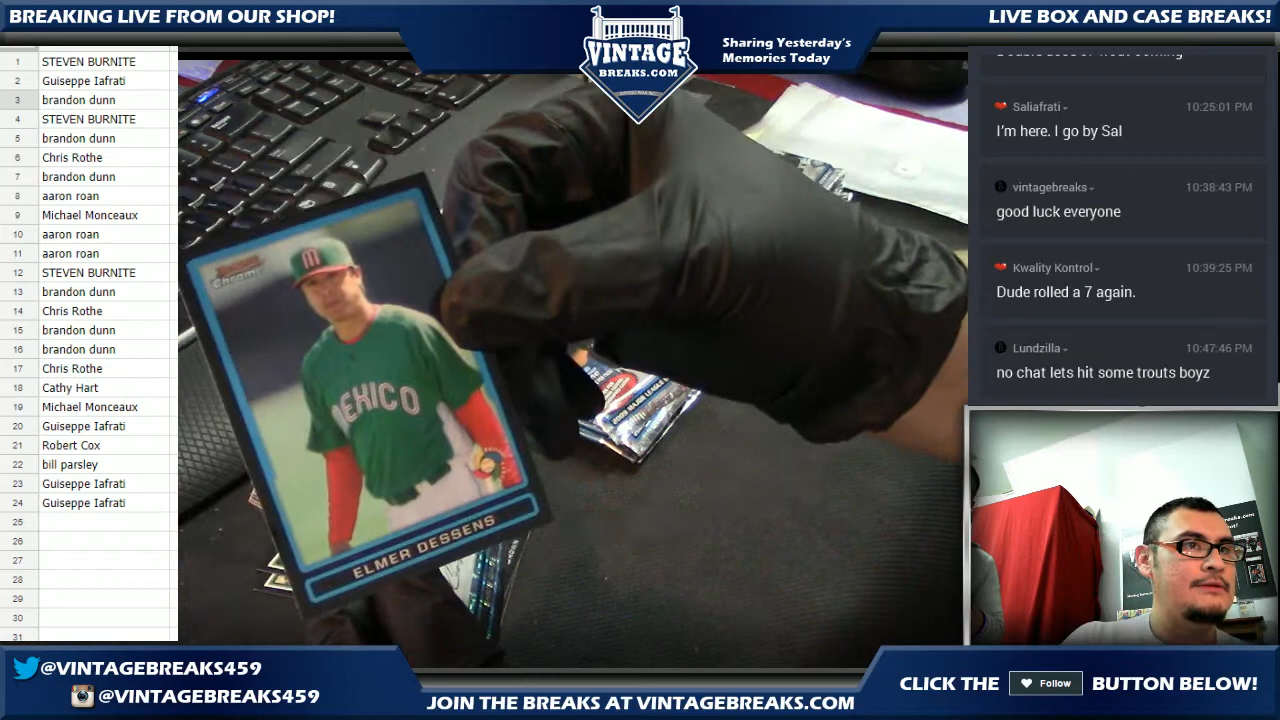 BREAKING LIVE FROM OUR SHOP!
VINTAGE
BREAKS.COM
Sharing Yesterday's
Memories Today
LIVE BOX AND CASE BREAKS!
1 STEVEN BURNITE
2 Guiseppe Iafrati
3 brandon dunn
4 STEVEN BURNITE
5 brandon dunn
6 Chris Rothe
7 brandon dunn
8 aaron roan
9 Michael Monceaux
10 aaron roan
11 aaron roan
12 STEVEN BURNITE
13 brandon dunn
14 Chris Rothe
15 brandon dunn
16 brandon dunn
17 Chris Rothe
18 Cathy Hart
19 Michael Monceaux
20 Guiseppe Iafrati
21 Robert Cox
22 bill parsley
23 Guiseppe Iafrati
24 Guiseppe Iafrati
25
26
27
28
29
30
31
Chrome
M
MEXICO
ELMER DESSENS
2009 MAJOR LEAGUE
Saliafrati 10:25:01 PM
I'm here. I go by Sal
vintagebreaks 10:38:43 PM
good luck everyone
Kwality Kontrol 10:39:25 PM
Dude rolled a 7 again.
Lundzilla 10:47:46 PM
no chat lets hit some trouts boyz
@VINTAGEBREAKS459
@VINTAGEBREAKS459
JOIN THE BREAKS AT VINTAGEBREAKS.COM
CLICK THE Follow BUTTON BELOW!